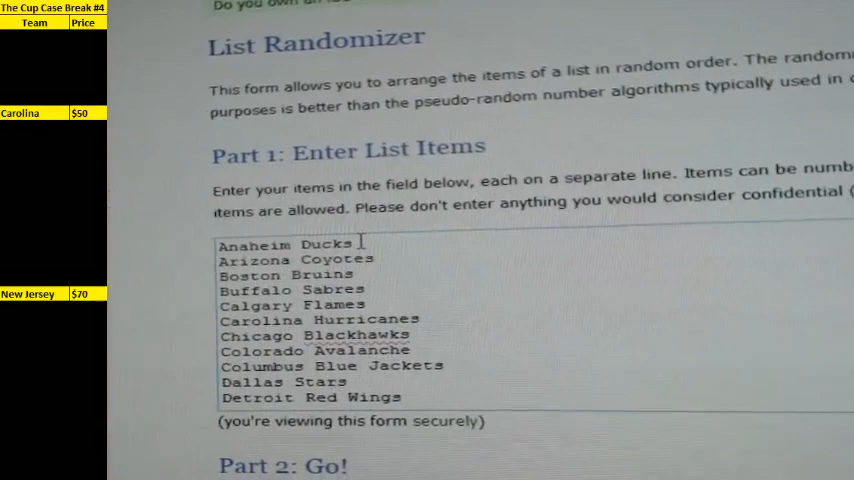 The Cup Case Break #4
Team Price
Carolina $50
New Jersey $70
Do you own an
List Randomizer
This form allows you to arrange the items of a list in random order. The
purposes is better than the pseudo-random number algorithms typically used in
Part 1: Enter List Items
Enter your items in the field below, each on a separate line. Items can be
items are allowed. Please don't enter anything you would consider confidential (
Anaheim Ducks
Arizona Coyotes
Boston Bruins
Buffalo Sabres
Calgary Flames
Carolina Hurricanes
Chicago Blackhawks
Colorado Avalanche
Columbus Blue Jackets
Dallas Stars
Detroit Red Wings
(you're viewing this form securely)
Part 2: Go!